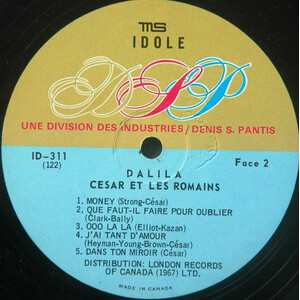 MS
IDOLE
DSP
UNE DIVISION DES INDUSTRIES / DENIS S. PANTIS
ID-311
(122)
Face 2
DALILA
CESAR ET LES ROMAINS
1. MONEY (Strong-César)
2. QUE FAUT-IL FAIRE POUR OUBLIER
(Clark-Bally)
3. OOO LA LA (Elliot-Kazan)
4. J'AI TANT D'AMOUR
(Heyman-Young-Brown-César)
5. DANS TON MIROIR (César)
DISTRIBUTION: LONDON RECORDS
OF CANADA (1967) LTD.
MADE IN CANADA